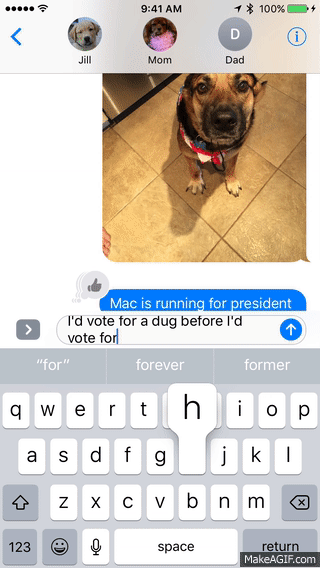 9:41 AM
100%
Jill
Mom
D
Dad
Mac is running for president
I'd vote for a dug before I'd
vote for
"for" forever former
q w e r t h i o p
a s d f g j k l
z x c v b n m
123 space return
MakeAGIF.com